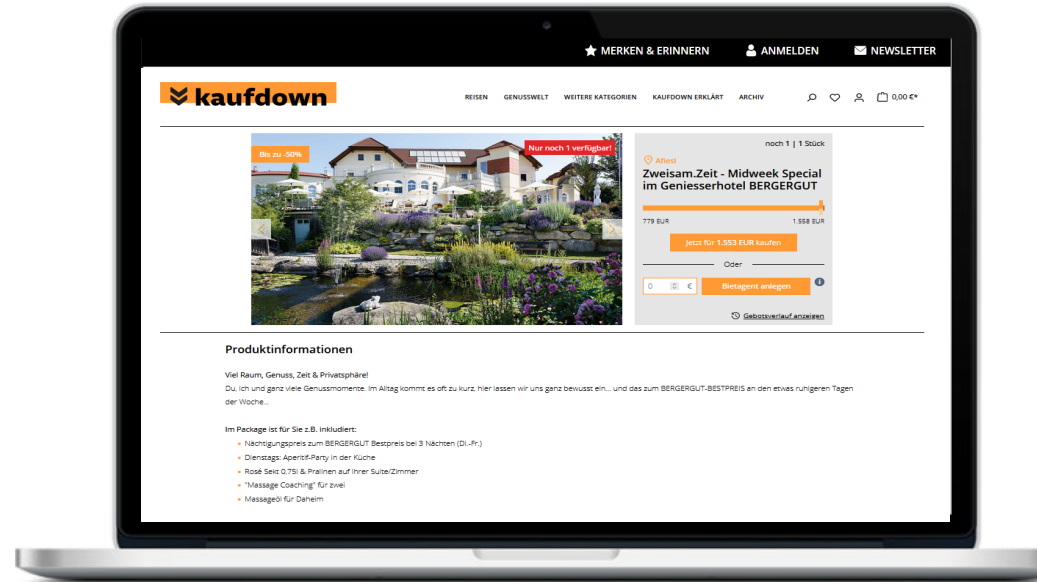 MERKEN & ERINNERN ANMELDEN NEWSLETTER
kaufdown REISEN GENUSSWELT WEITERE KATEGORIEN KAUFDOWN ERKLÄRT ARCHIV 0,00 €*
Bis zu -50% Nur noch 1 verfügbar!
noch 1 | 1 Stück
Afiesl
Zweisam.Zeit - Midweek Special
im Geniesserhotel BERGERGUT
779 EUR 1.558 EUR
Jetzt für 1.553 EUR kaufen
Oder
0 € Bietagent anlegen
Gebotsverlauf anzeigen
Produktinformationen
Viel Raum, Genuss, Zeit & Privatsphäre!
Du, ich und ganz viele Genussmomente. Im Alltag kommt es oft zu kurz, hier lassen wir uns ganz bewusst ein... und das zum BERGERGUT-BESTPREIS an den etwas ruhigeren Tagen
der Woche...
Im Package ist für Sie z.B. inkludiert:
Nächtigungspreis zum BERGERGUT Bestpreis bei 3 Nächten (Di.-Fr.)
Dienstags: Aperitif-Party in der Küche
Rosé Sekt 0,75l & Pralinen auf Ihrer Suite/Zimmer
"Massage Coaching" für zwei
Massageöl für Daheim